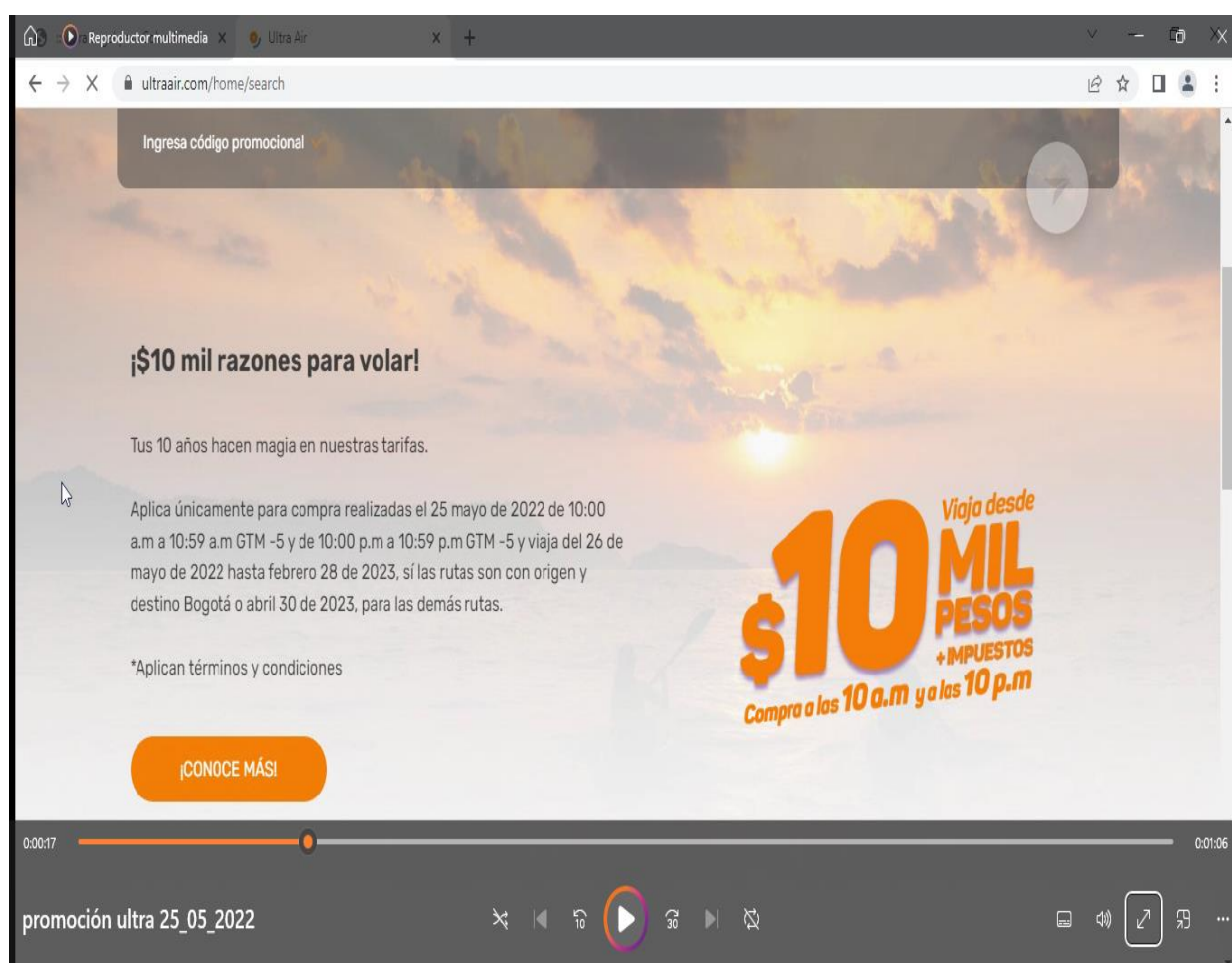 Reproductor multimedia
Ultra Air
ultraair.com/home/search
Ingresa código promocional
¡$10 mil razones para volar!
Tus 10 años hacen magia en nuestras tarifas.
Aplica únicamente para compra realizadas el 25 mayo de 2022 de 10:00
a.m a 10:59 a.m GTM -5 y de 10:00 p.m a 10:59 p.m GTM -5 y viaja del 26 de
mayo de 2022 hasta febrero 28 de 2023, sí las rutas son con origen y
destino Bogotá o abril 30 de 2023, para las demás rutas.
*Aplican términos y condiciones
¡CONOCE MÁS!
Viaja desde
$10 MIL
PESOS
+ IMPUESTOS
Compra a las 10 a.m y a las 10 p.m
0:00:17
0:01:06
promoción ultra 25_05_2022
10
30